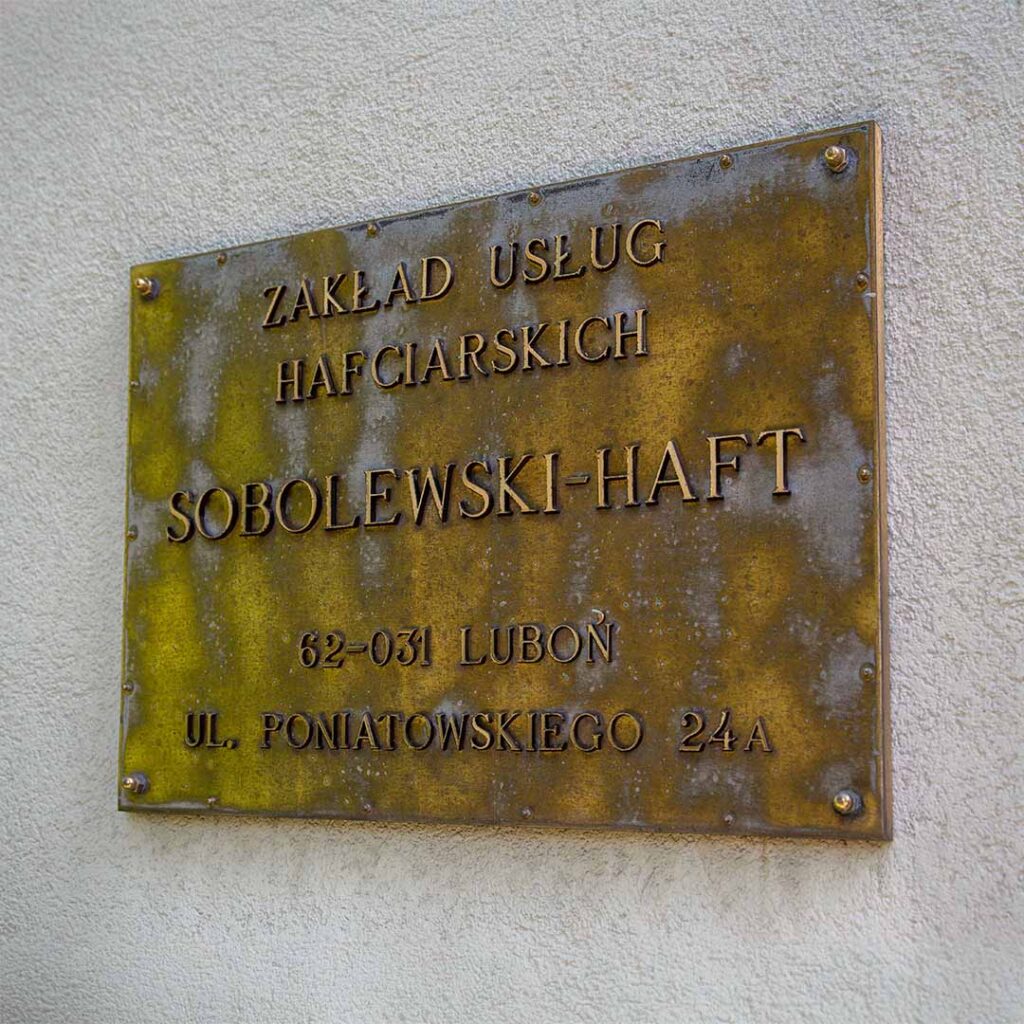 ZAKŁAD USŁUG
HAFCIARSKICH
SOBOLEWSKI-HAFT
62-031 LUBOŃ
UL. PONIATOWSKIEGO 24A